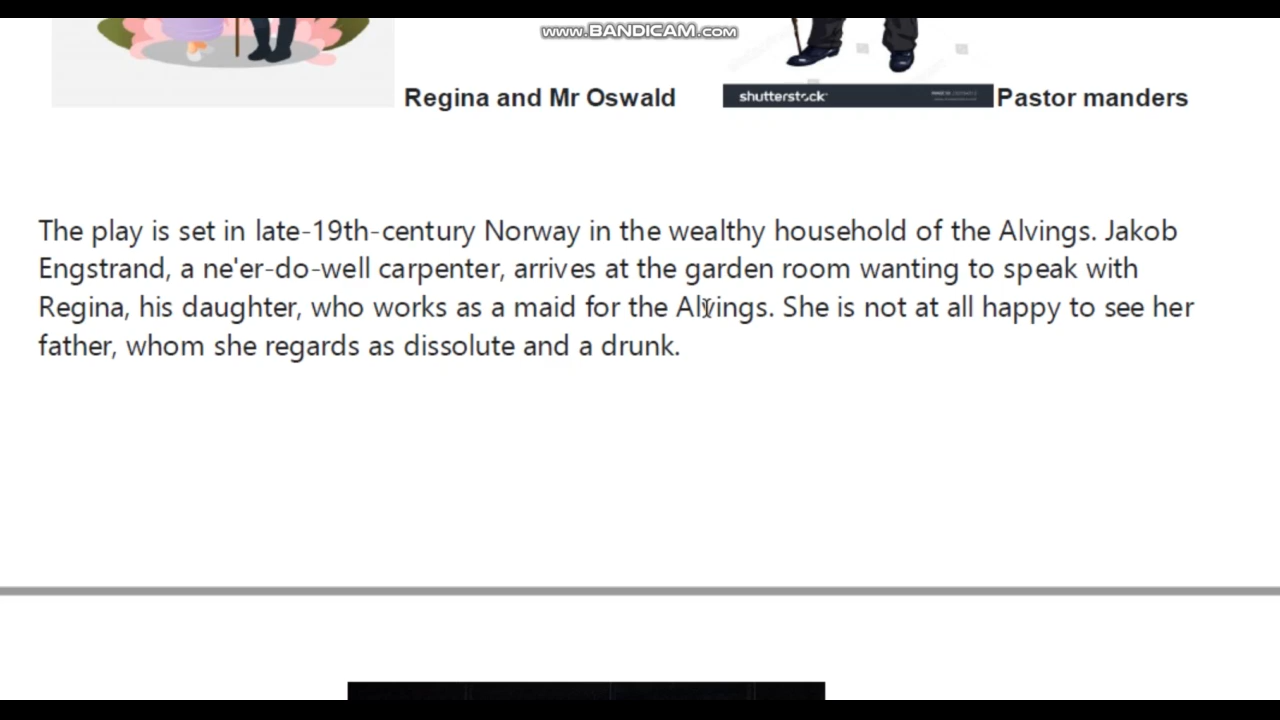 www.BANDICAM.com
Regina and Mr Oswald
shutterstock
Pastor manders
The play is set in late-19th-century Norway in the wealthy household of the Alvings. Jakob
Engstrand, a ne'er-do-well carpenter, arrives at the garden room wanting to speak with
Regina, his daughter, who works as a maid for the Alvings. She is not at all happy to see her
father, whom she regards as dissolute and a drunk.